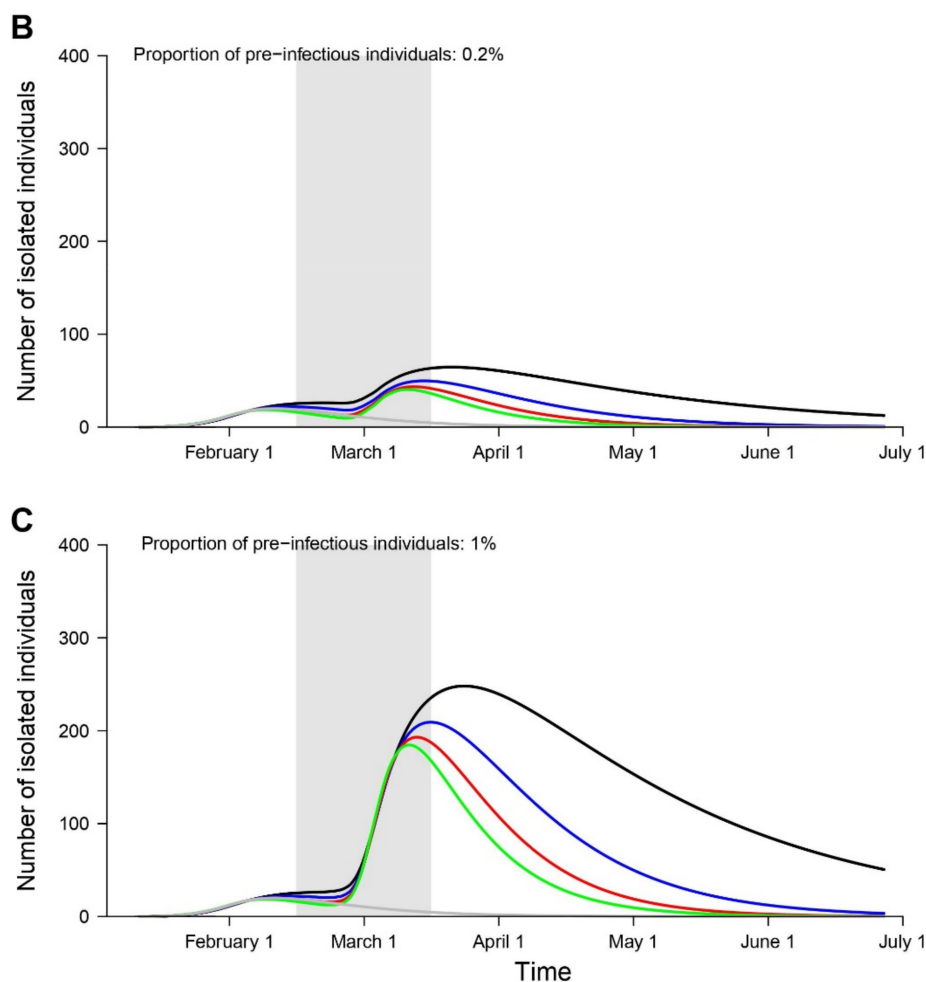 B
Proportion of pre−infectious individuals: 0.2%
Number of isolated individuals
400
300
200
100
0
February 1 March 1 April 1 May 1 June 1 July 1
C
Proportion of pre−infectious individuals: 1%
Number of isolated individuals
400
300
200
100
0
February 1 March 1 April 1 May 1 June 1 July 1
Time